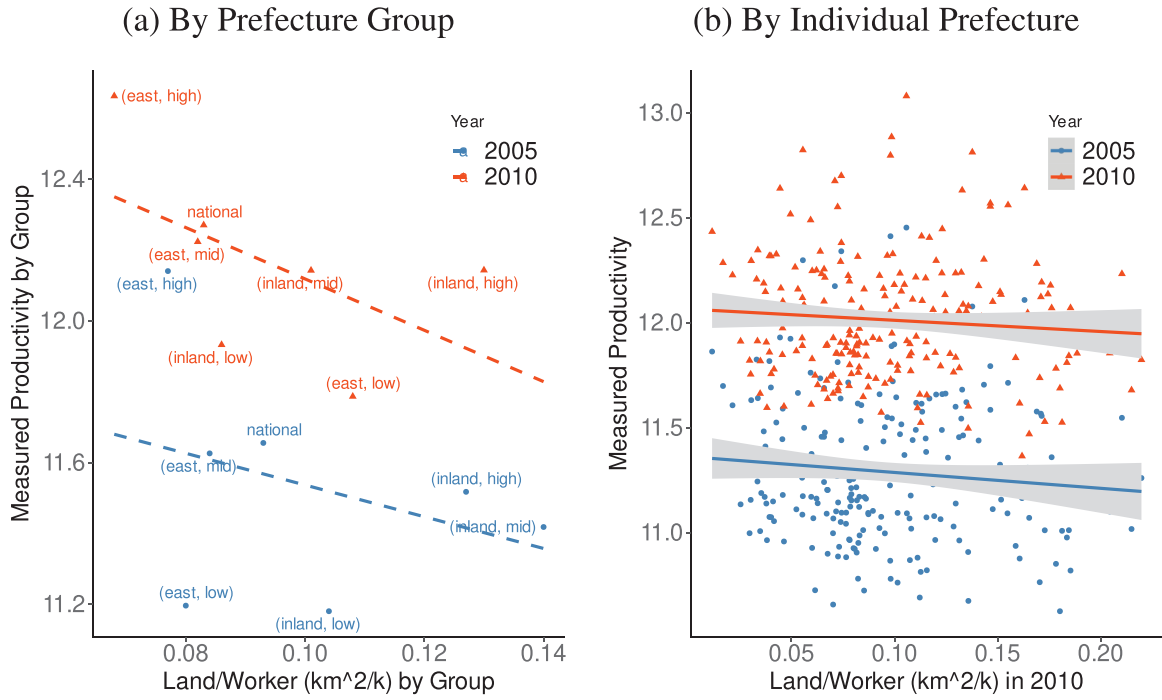 (a) By Prefecture Group
Measured Productivity by Group
12.4
12.0
11.6
11.2
0.08
0.10
0.12
0.14
Land/Worker (km^2/k) by Group
Year
a 2005
a 2010
(east, high)
national
(east, mid)
(east, high)
(inland, mid)
(inland, high)
(inland, low)
(east, low)
national
(east, mid)
(inland, high)
(inland, mid)
(east, low)
(inland, low)
(b) By Individual Prefecture
Measured Productivity
13.0
12.5
12.0
11.5
11.0
0.05
0.10
0.15
0.20
Land/Worker (km^2/k) in 2010
Year
2005
2010